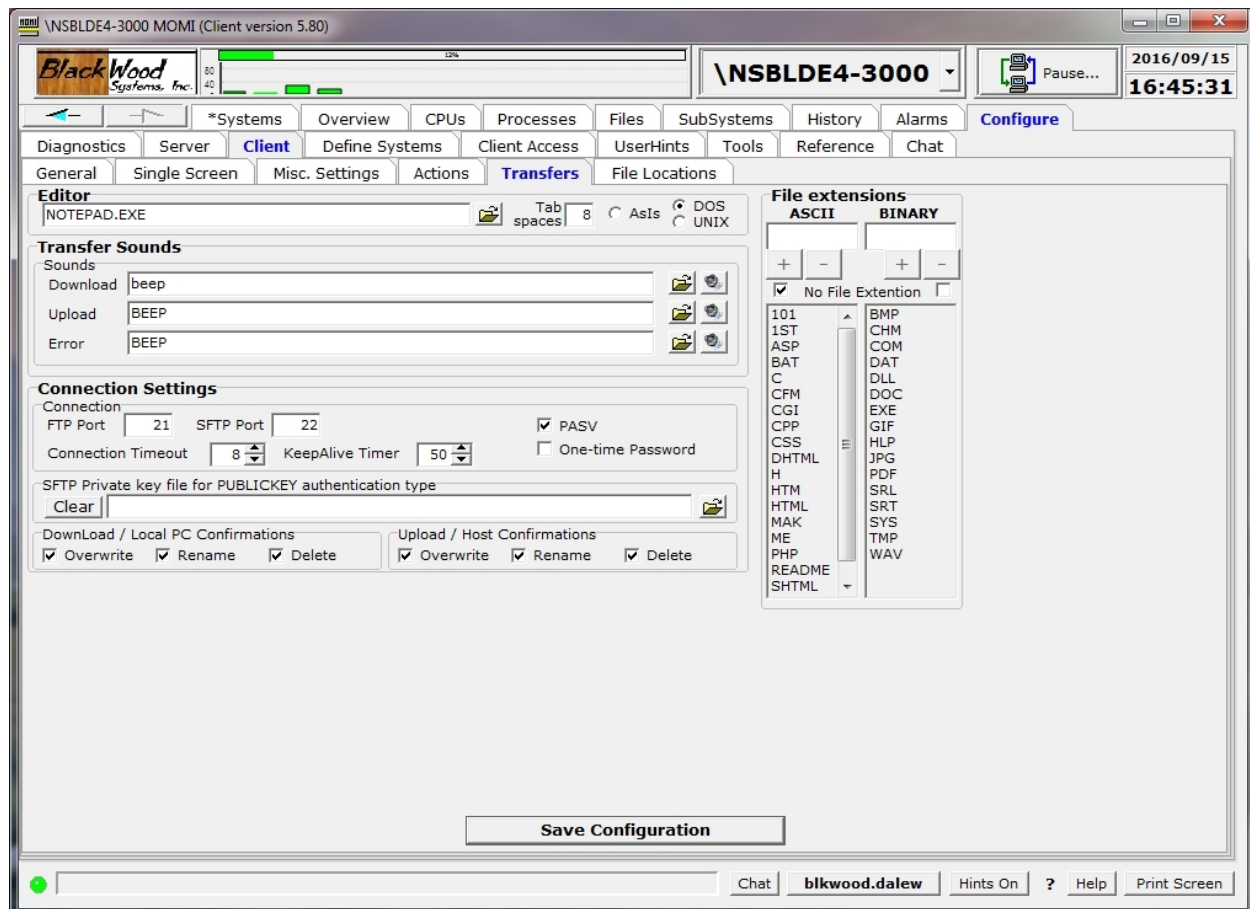 \NSBLDE4-3000 MOMI (Client version 5.80)
BlackWood
Systems, Inc.
80
40
12%
\NSBLDE4-3000
Pause...
2016/09/15
16:45:31
*Systems Overview CPUs Processes Files SubSystems History Alarms Configure
Diagnostics Server Client Define Systems Client Access UserHints Tools Reference Chat
General Single Screen Misc. Settings Actions Transfers File Locations
Editor
NOTEPAD.EXE
Tab spaces 8 AsIs DOS UNIX
Transfer Sounds
Sounds
Download beep
Upload BEEP
Error BEEP
Connection Settings
Connection
FTP Port 21 SFTP Port 22 PASV
Connection Timeout 8 KeepAlive Timer 50 One-time Password
SFTP Private key file for PUBLICKEY authentication type
Clear
DownLoad / Local PC Confirmations
Overwrite Rename Delete
Upload / Host Confirmations
Overwrite Rename Delete
File extensions
ASCII BINARY
+ - + -
No File Extention
101
1ST
ASP
BAT
C
CFM
CGI
CPP
CSS
DHTML
H
HTM
HTML
MAK
ME
PHP
README
SHTML
BMP
CHM
COM
DAT
DLL
DOC
EXE
GIF
HLP
JPG
PDF
SRL
SRT
SYS
TMP
WAV
Save Configuration
Chat blkwood.dalew Hints On ? Help Print Screen